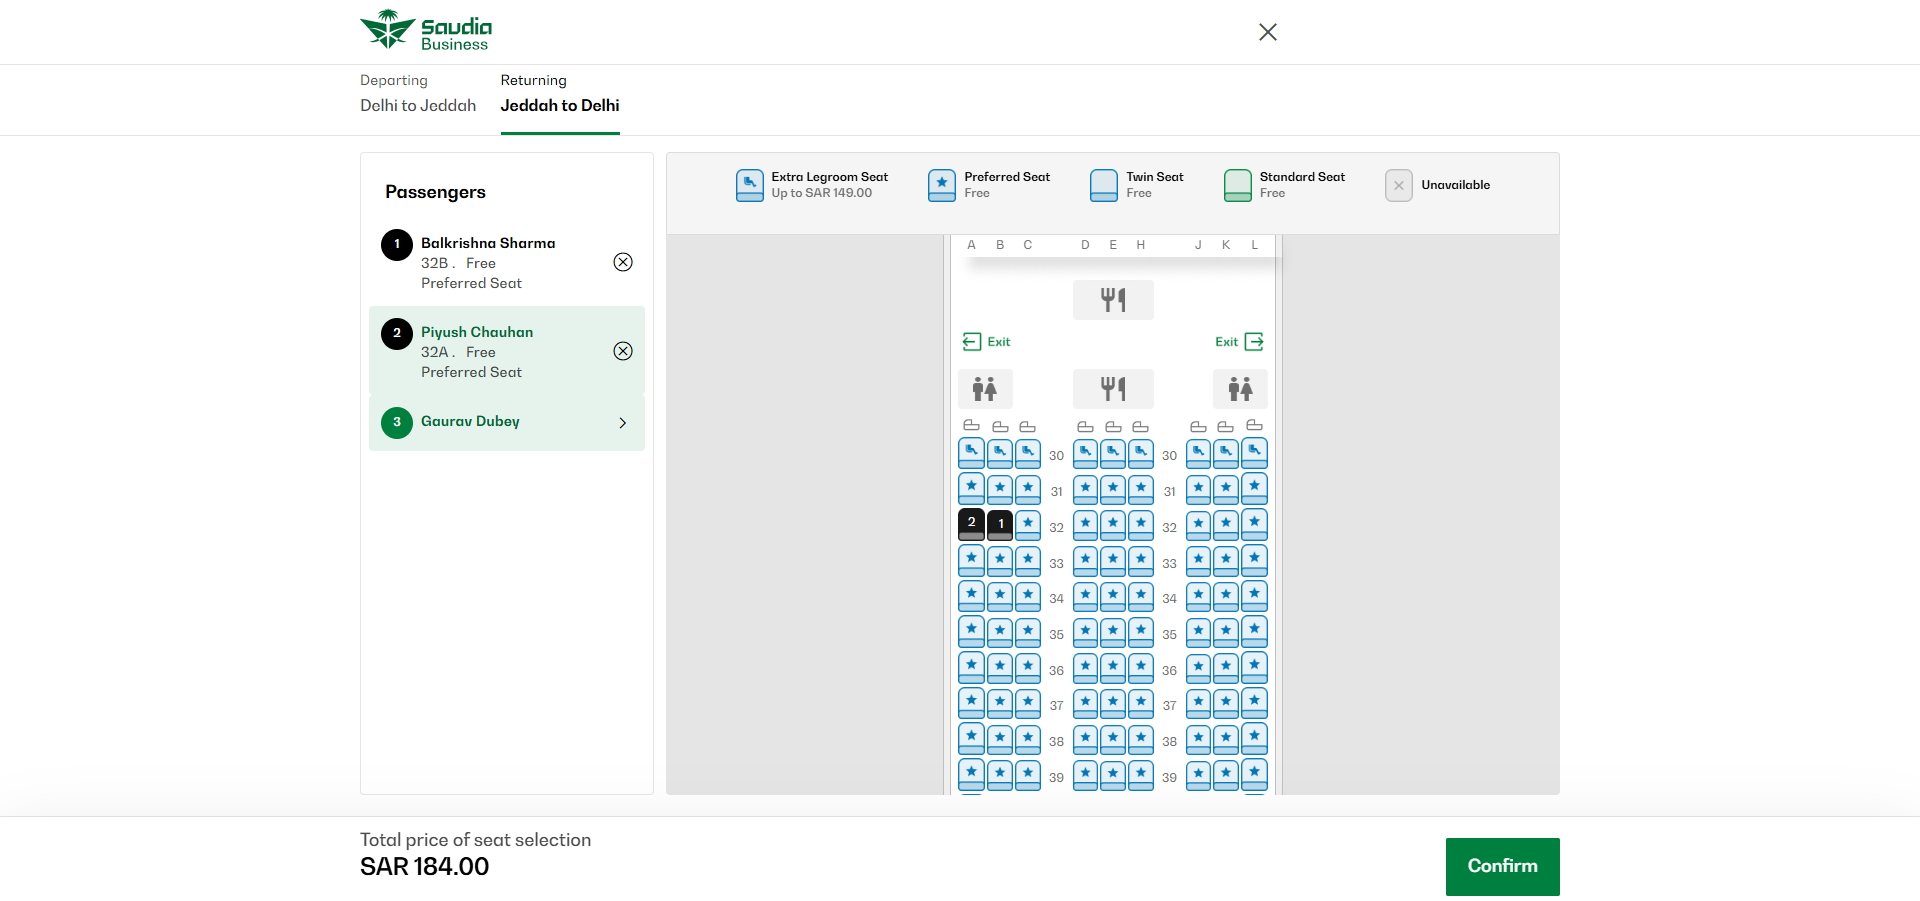 Saudia
Business
Departing
Delhi to Jeddah
Returning
Jeddah to Delhi
Passengers
1
Balkrishna Sharma
32B . Free
Preferred Seat
2
Piyush Chauhan
32A . Free
Preferred Seat
3
Gaurav Dubey
Extra Legroom Seat
Up to SAR 149.00
Preferred Seat
Free
Twin Seat
Free
Standard Seat
Free
Unavailable
A B C D E H J K L
Exit Exit
30 30
31 31
2 1 32 32
33 33
34 34
35 35
36 36
37 37
38 38
39 39
Total price of seat selection
SAR 184.00
Confirm